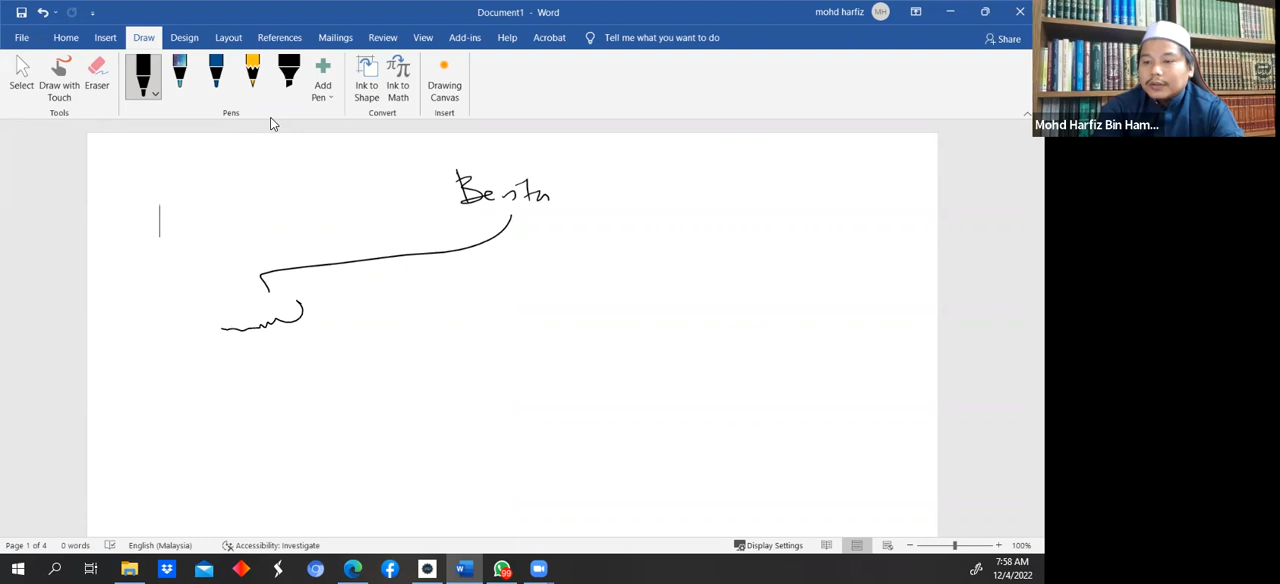 Document1 - Word
mohd harfiz
MH
File Home Insert Draw Design Layout References Mailings Review View Add-ins Help Acrobat Tell me what you want to do
Share
Select
Draw with Touch
Eraser
Add Pen
Ink to Shape
Ink to Math
Drawing Canvas
Tools
Pens
Convert
Insert
Mohd Harfiz Bin Ham...
Page 1 of 4 0 words English (Malaysia) Accessibility: Investigate Display Settings 100%
99
7:58 AM
12/4/2022